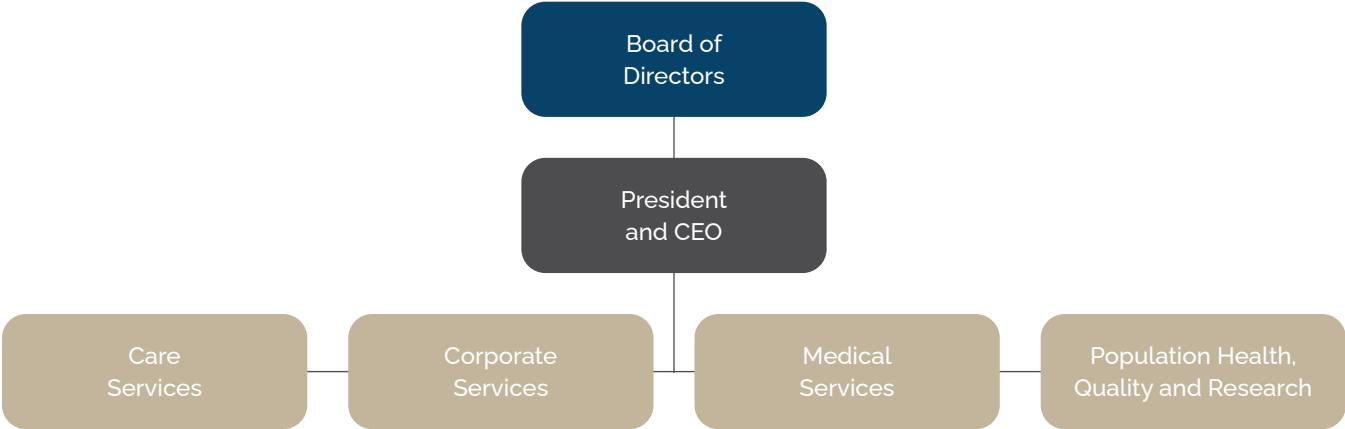 Board of
Directors
President
and CEO
Care
Services
Corporate
Services
Medical
Services
Population Health,
Quality and Research